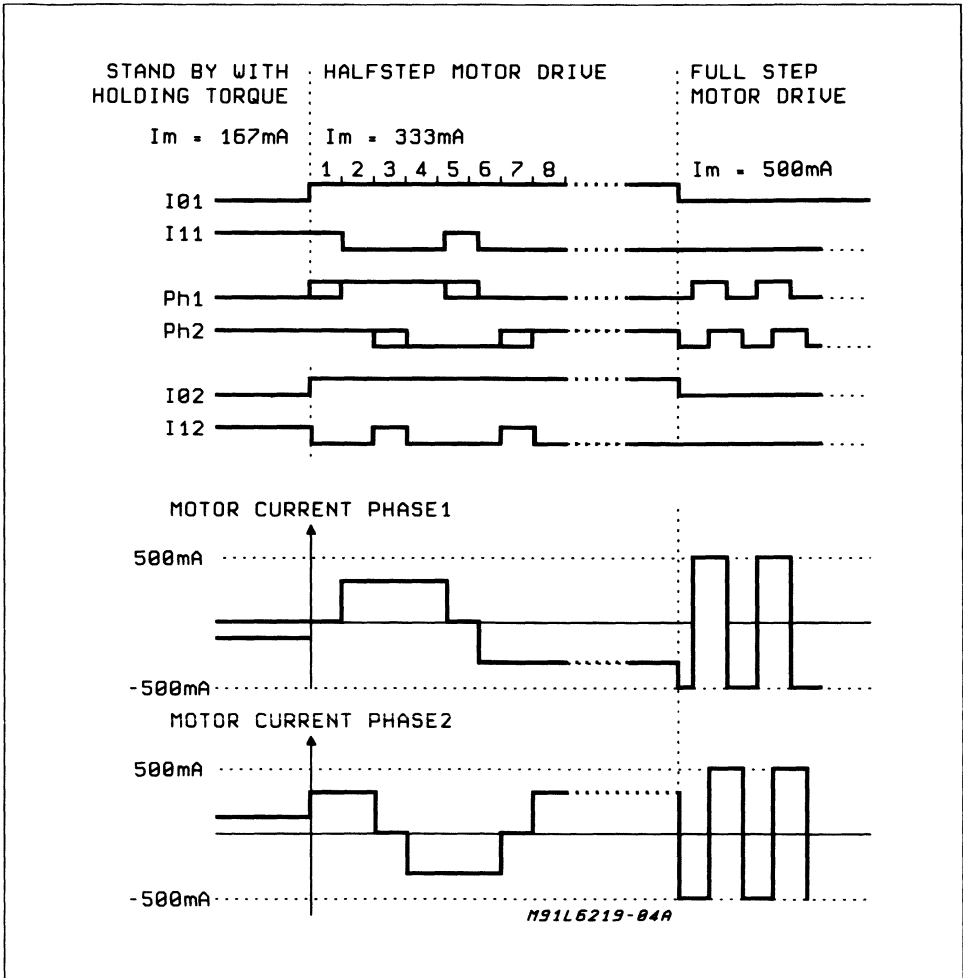 STAND BY WITH HOLDING TORQUE
HALFSTEP MOTOR DRIVE
FULL STEP MOTOR DRIVE
Im = 167mA
Im = 333mA
Im = 500mA
1 2 3 4 5 6 7 8
I01
I11
Ph1
Ph2
I02
I12
MOTOR CURRENT PHASE1
500mA
-500mA
MOTOR CURRENT PHASE2
500mA
-500mA
M91L6219-04A